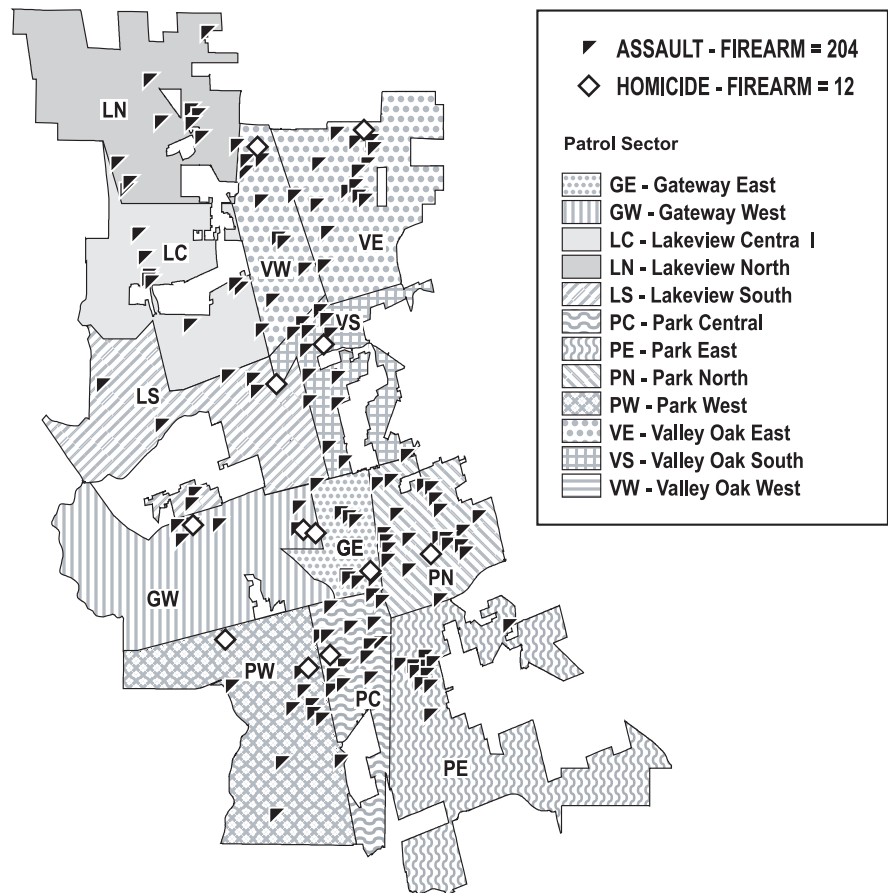 ASSAULT - FIREARM = 204
HOMICIDE - FIREARM = 12
Patrol Sector
GE - Gateway East
GW - Gateway West
LC - Lakeview Centra l
LN - Lakeview North
LS - Lakeview South
PC - Park Central
PE - Park East
PN - Park North
PW - Park West
VE - Valley Oak East
VS - Valley Oak South
VW - Valley Oak West
LN
LC
VE
VW
VS
LS
GE
PN
GW
PW
PC
PE